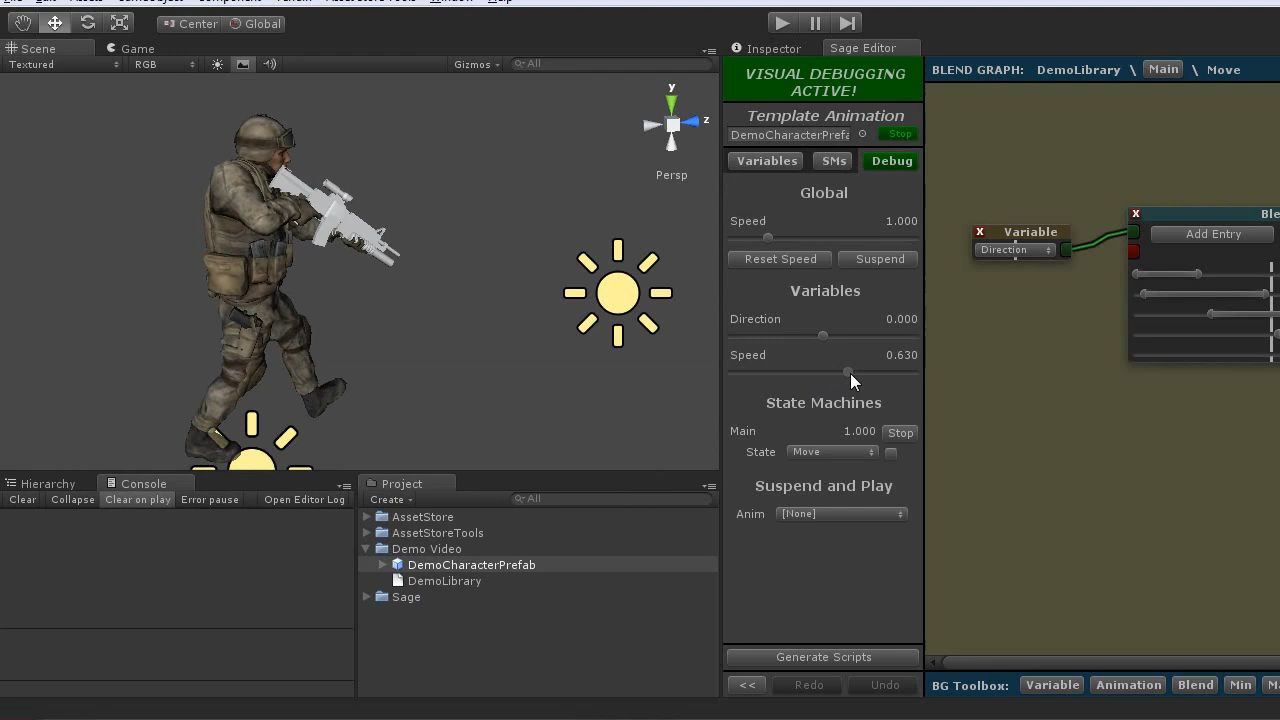 Center Global
Scene Game
Textured RGB Gizmos All
y
z
Persp
Inspector Sage Editor
VISUAL DEBUGGING
ACTIVE!
Template Animation
DemoCharacterPrefa Stop
Variables SMs Debug
Global
Speed 1.000
Reset Speed Suspend
Variables
Direction 0.000
Speed 0.630
State Machines
Main 1.000 Stop
State Move
Suspend and Play
Anim [None]
Generate Scripts
<< Redo Undo
BLEND GRAPH: DemoLibrary \ Main \ Move
X Variable
Direction
X Ble
Add Entry
BG Toolbox: Variable Animation Blend Min
Hierarchy Console
Clear Collapse Clear on play Error pause Open Editor Log
Project
Create All
AssetStore
AssetStoreTools
Demo Video
DemoCharacterPrefab
DemoLibrary
Sage